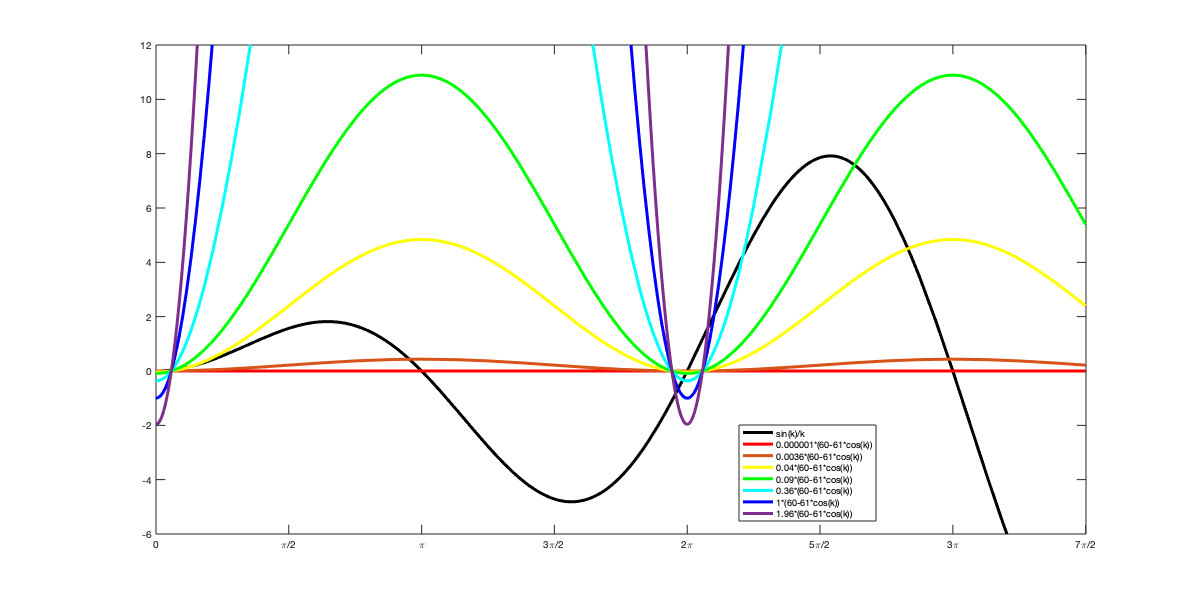 12
10
8
6
4
2
0
-2
-4
-6
0 π/2 π 3π/2 2π 5π/2 3π 7π/2
sin(k)/k
0.000001*(60-61*cos(k))
0.0036*(60-61*cos(k))
0.04*(60-61*cos(k))
0.09*(60-61*cos(k))
0.36*(60-61*cos(k))
1*(60-61*cos(k))
1.96*(60-61*cos(k))